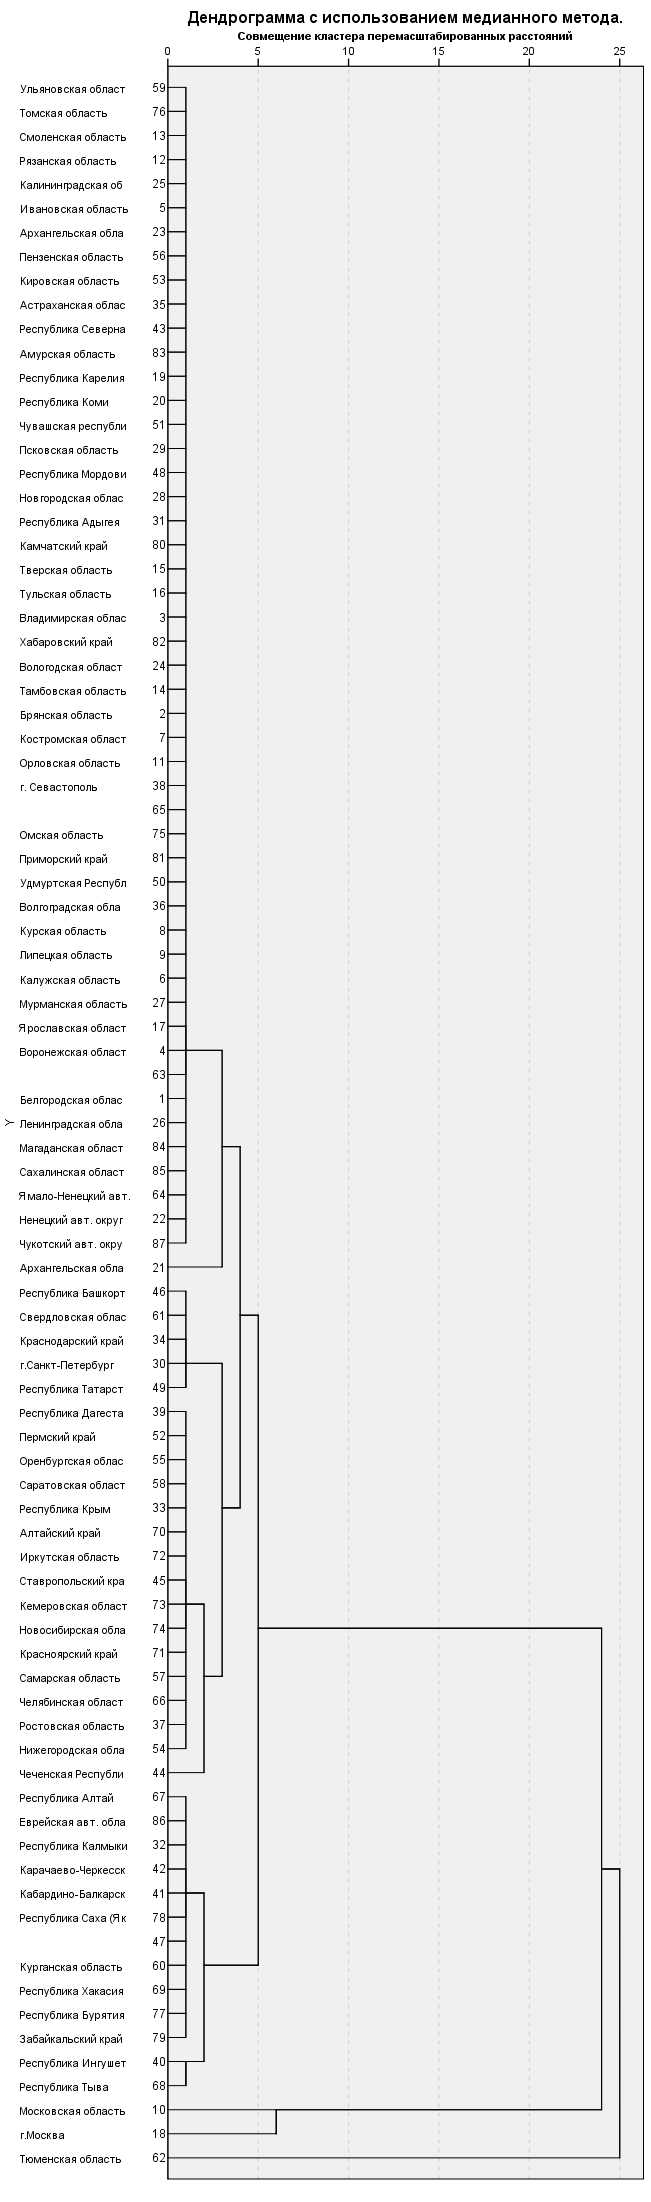 Дендрограмма с использованием медианного метода.
Совмещение кластера перемасштабированных расстояний
0 5 10 15 20 25
Ульяновская област 59
Томская область 76
Смоленская область 13
Рязанская область 12
Калининградская об 25
Ивановская область 5
Архангельская обла 23
Пензенская область 56
Кировская область 53
Астраханская облас 35
Республика Северна 43
Амурская область 83
Республика Карелия 19
Республика Коми 20
Чувашская республи 51
Псковская область 29
Республика Мордови 48
Новгородская облас 28
Республика Адыгея 31
Камчатский край 80
Тверская область 15
Тульская область 16
Владимирская облас 3
Хабаровский край 82
Вологодская област 24
Тамбовская область 14
Брянская область 2
Костромская област 7
Орловская область 11
г. Севастополь 38
65
Омская область 75
Приморский край 81
Удмуртская Республ 50
Волгоградская обла 36
Курская область 8
Липецкая область 9
Калужская область 6
Мурманская область 27
Ярославская област 17
Воронежская област 4
63
Белгородская облас 1
Y
Ленинградская обла 26
Магаданская област 84
Сахалинская област 85
Ямало-Ненецкий авт. 64
Ненецкий авт. округ 22
Чукотский авт. окру 87
Архангельская обла 21
Республика Башкорт 46
Свердловская облас 61
Краснодарский край 34
г.Санкт-Петербург 30
Республика Татарст 49
Республика Дагеста 39
Пермский край 52
Оренбургская облас 55
Саратовская област 58
Республика Крым 33
Алтайский край 70
Иркутская область 72
Ставропольский кра 45
Кемеровская област 73
Новосибирская обла 74
Красноярский край 71
Самарская область 57
Челябинская област 66
Ростовская область 37
Нижегородская обла 54
Чеченская Республи 44
Республика Алтай 67
Еврейская авт. обла 86
Республика Калмыки 32
Карачаево-Черкесск 42
Кабардино-Балкарск 41
Республика Саха (Як 78
47
Курганская область 60
Республика Хакасия 69
Республика Бурятия 77
Забайкальский край 79
Республика Ингушет 40
Республика Тыва 68
Московская область 10
г.Москва 18
Тюменская область 62